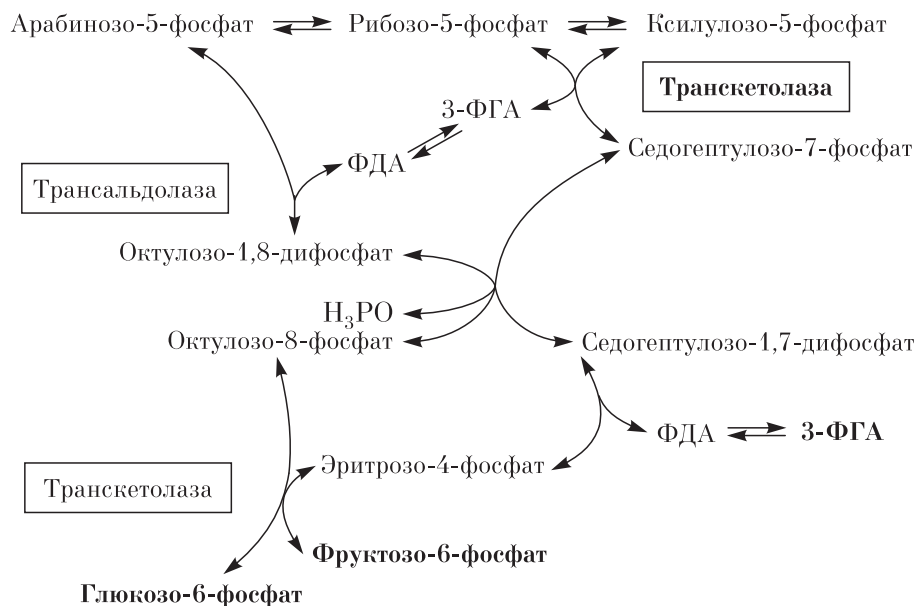 Арабинозо-5-фосфат Рибозо-5-фосфат Ксилулозо-5-фосфат
Транскетолаза
3-ФГА
ФДА
Седогептулозо-7-фосфат
Трансальдолаза
Октулозо-1,8-дифосфат
H₃PO
Октулозо-8-фосфат
Седогептулозо-1,7-дифосфат
ФДА 3-ФГА
Эритрозо-4-фосфат
Транскетолаза
Фруктозо-6-фосфат
Глюкозо-6-фосфат